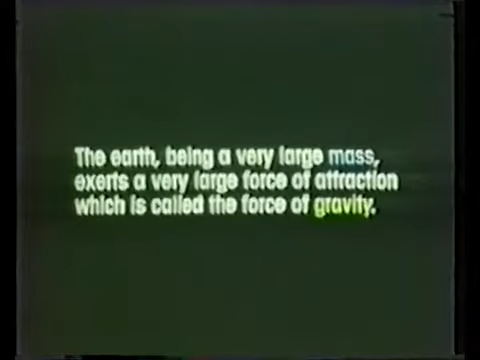 The earth, being a very large mass,
exerts a very large force of attraction
which is called the force of gravity.